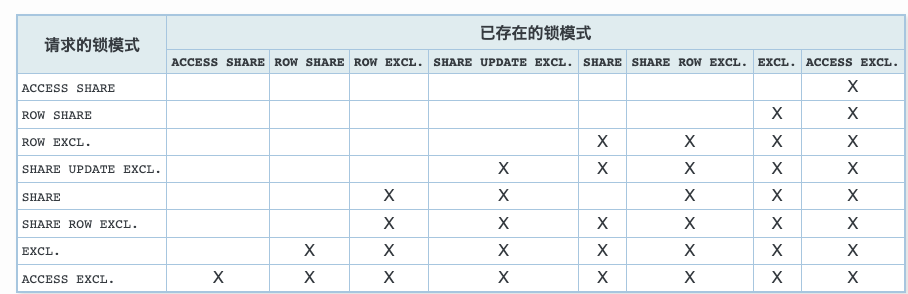 请求的锁模式 已存在的锁模式
ACCESS SHARE ROW SHARE ROW EXCL. SHARE UPDATE EXCL. SHARE SHARE ROW EXCL. EXCL. ACCESS EXCL.
ACCESS SHARE X
ROW SHARE X X
ROW EXCL. X X X X
SHARE UPDATE EXCL. X X X X X
SHARE X X X X X
SHARE ROW EXCL. X X X X X X
EXCL. X X X X X X X
ACCESS EXCL. X X X X X X X X